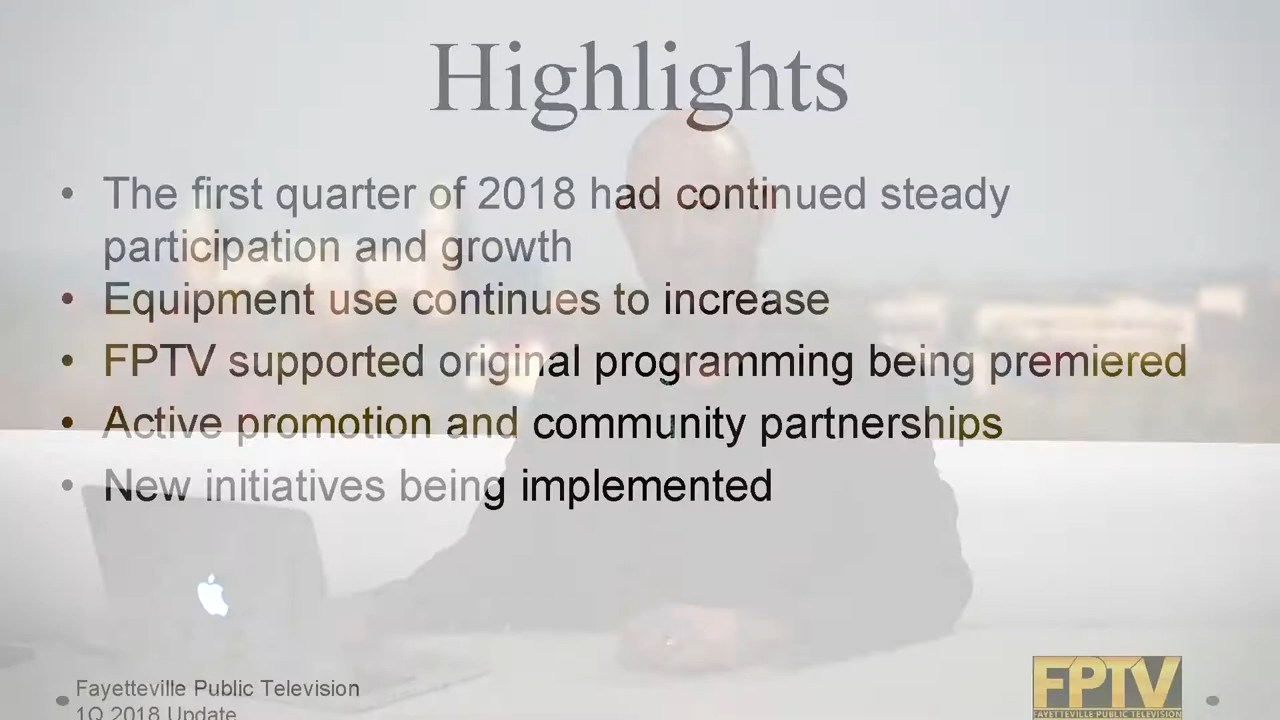 Highlights
• The first quarter of 2018 had continued steady
participation and growth
• Equipment use continues to increase
• FPTV supported original programming being premiered
• Active promotion and community partnerships
• New initiatives being implemented
Fayetteville Public Television
1Q 2018 Update
FPTV
FAYETTEVILLE PUBLIC TELEVISION